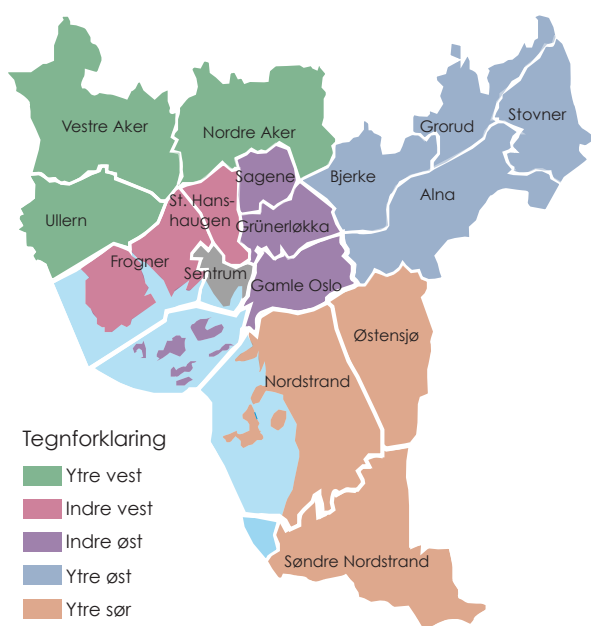 Stovner
Grorud
Vestre Aker
Nordre Aker
Sagene
Bjerke
Alna
St. Hans-
haugen
Ullern
Grünerløkka
Frogner
Sentrum
Gamle Oslo
Østensjø
Nordstrand
Søndre Nordstrand
Tegnforklaring
Ytre vest
Indre vest
Indre øst
Ytre øst
Ytre sør